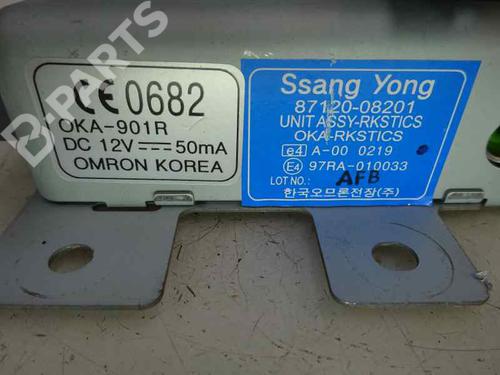 B-PARTS
CE 0682
OKA-901R
DC 12V ⎓ 50mA
OMRON KOREA
Ssang Yong
87120-08201
UNIT ASSY-RKSTICS
OKA-RKSTICS
e4 A-00 0219
E4 97RA-010033
LOT NO.: AFB
한국오므론전장(주)